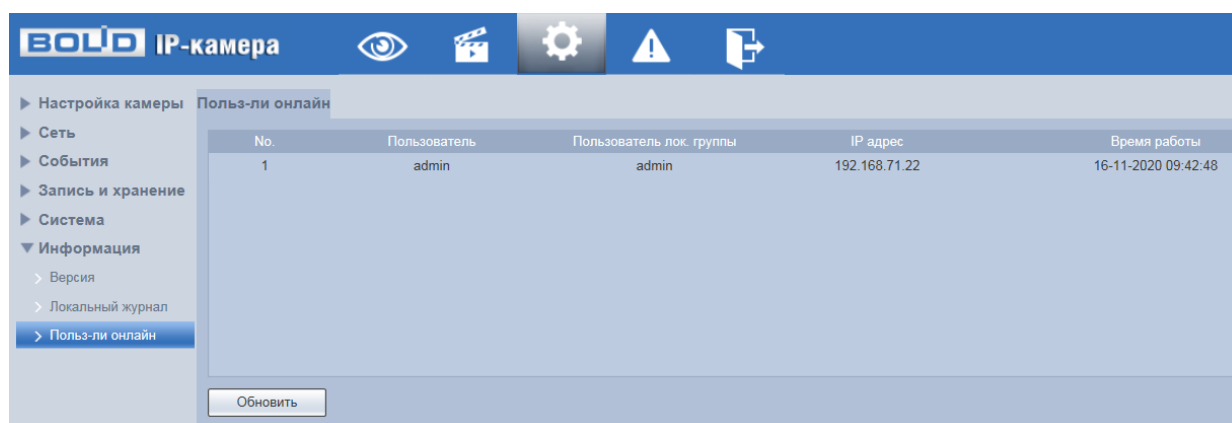 BOLID IP-камера
Настройка камеры
Сеть
События
Запись и хранение
Система
Информация
Версия
Локальный журнал
Польз-ли онлайн
Польз-ли онлайн
No. Пользователь Пользователь лок. группы IP адрес Время работы
1 admin admin 192.168.71.22 16-11-2020 09:42:48
Обновить